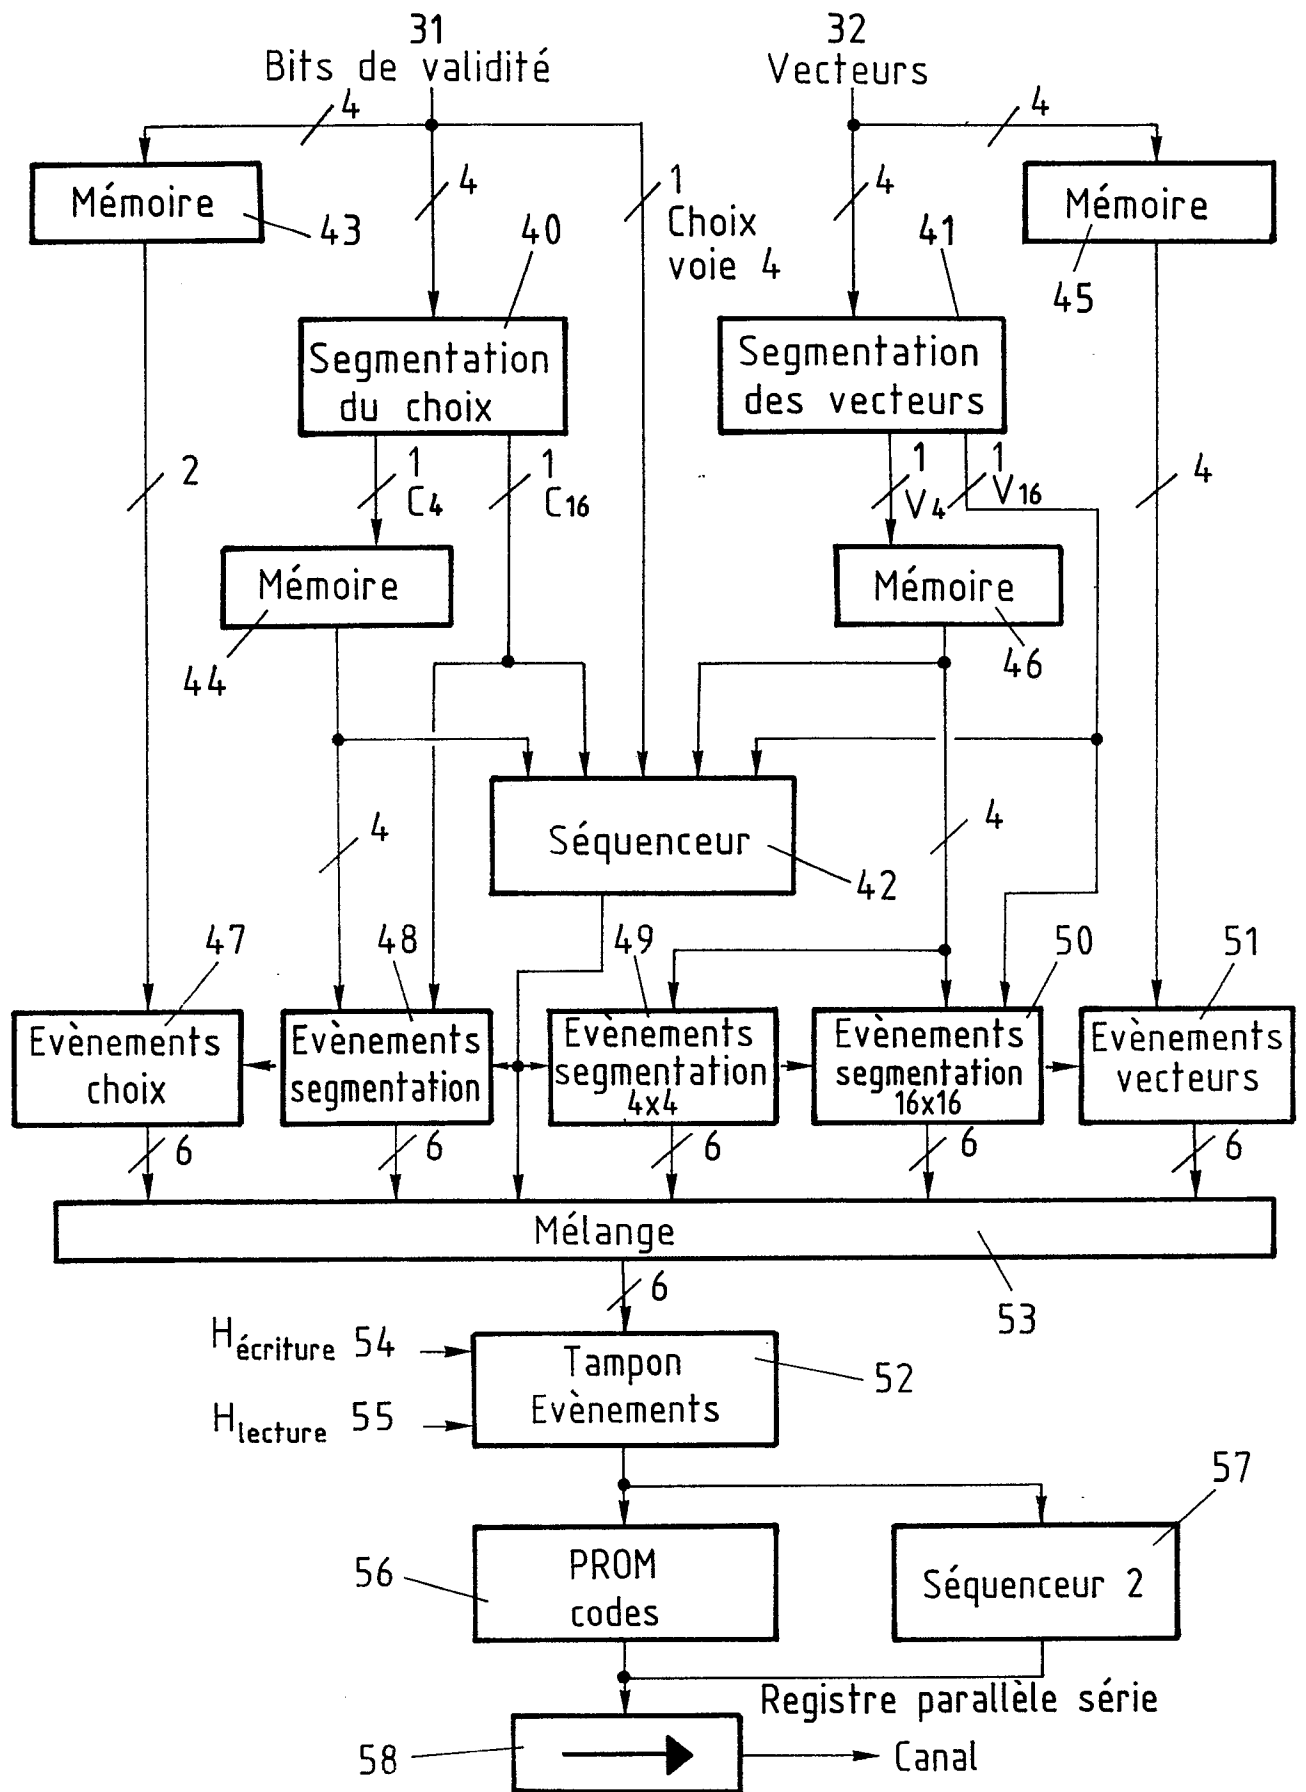 31
Bits de validité
32
Vecteurs
4
4
4
4
1
Choix
voie 4
Mémoire
43
40
41
Mémoire
45
Segmentation
du choix
Segmentation
des vecteurs
2
1
C4
1
C16
1
V4
1
V16
4
Mémoire
44
Mémoire
46
4
Séquenceur
42
4
47
48
49
50
51
Evènements
choix
Evènements
segmentation
Evènements
segmentation
4x4
Evènements
segmentation
16x16
Evènements
vecteurs
6
6
6
6
6
Mélange
53
6
Hécriture 54
Hlecture 55
Tampon
Evènements
52
57
56
PROM
codes
Séquenceur 2
Registre parallèle série
58
Canal